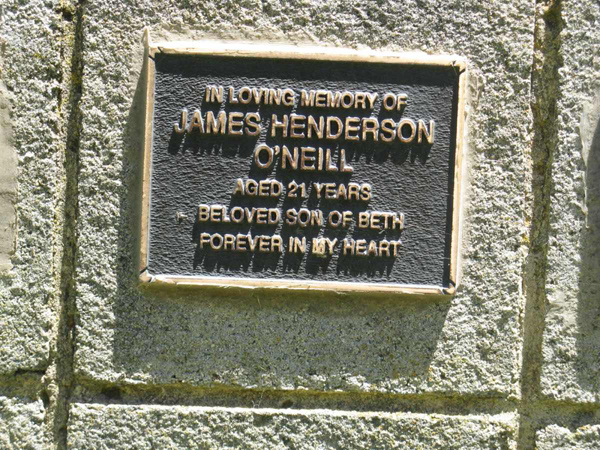 IN LOVING MEMORY OF
JAMES HENDERSON
O'NEILL
AGED 21 YEARS
BELOVED SON OF BETH
FOREVER IN MY HEART